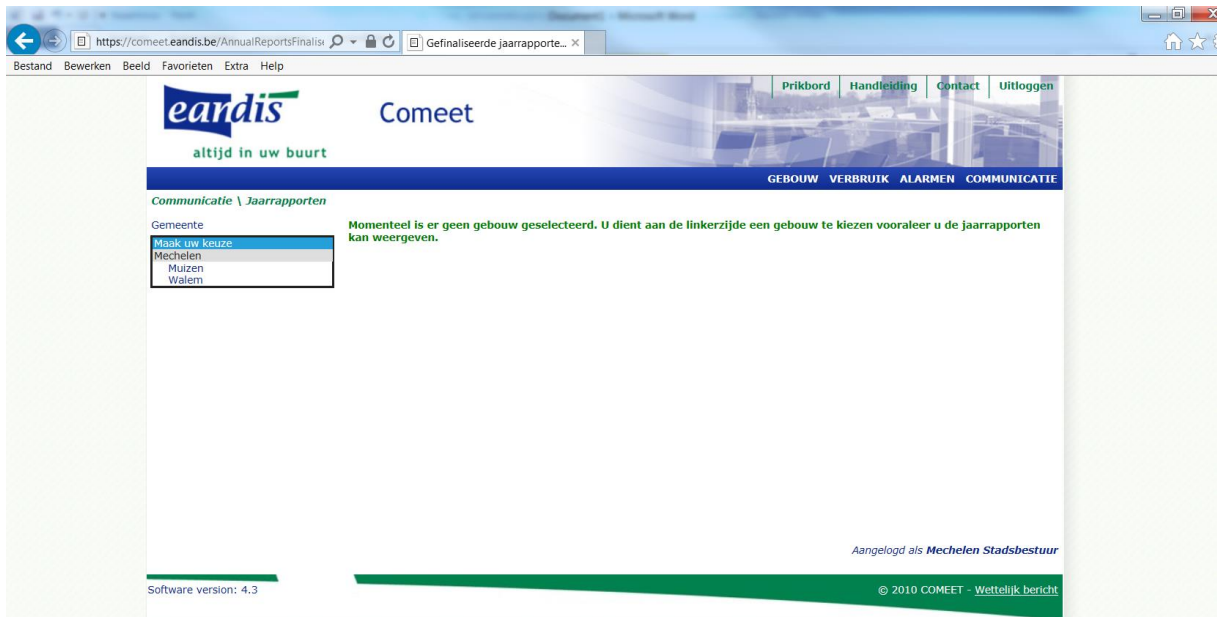 Document1 - Microsoft Word
https://comeet.eandis.be/AnnualReportsFinalise
Gefinaliseerde jaarrapporte...
Bestand Bewerken Beeld Favorieten Extra Help
eandis
altijd in uw buurt
Comeet
Prikbord Handleiding Contact Uitloggen
GEBOUW VERBRUIK ALARMEN COMMUNICATIE
Communicatie \ Jaarrapporten
Gemeente
Maak uw keuze
Mechelen
Muizen
Walem
Momenteel is er geen gebouw geselecteerd. U dient aan de linkerzijde een gebouw te kiezen vooraleer u de jaarrapporten
kan weergeven.
Aangelogd als Mechelen Stadsbestuur
Software version: 4.3
© 2010 COMEET - Wettelijk bericht